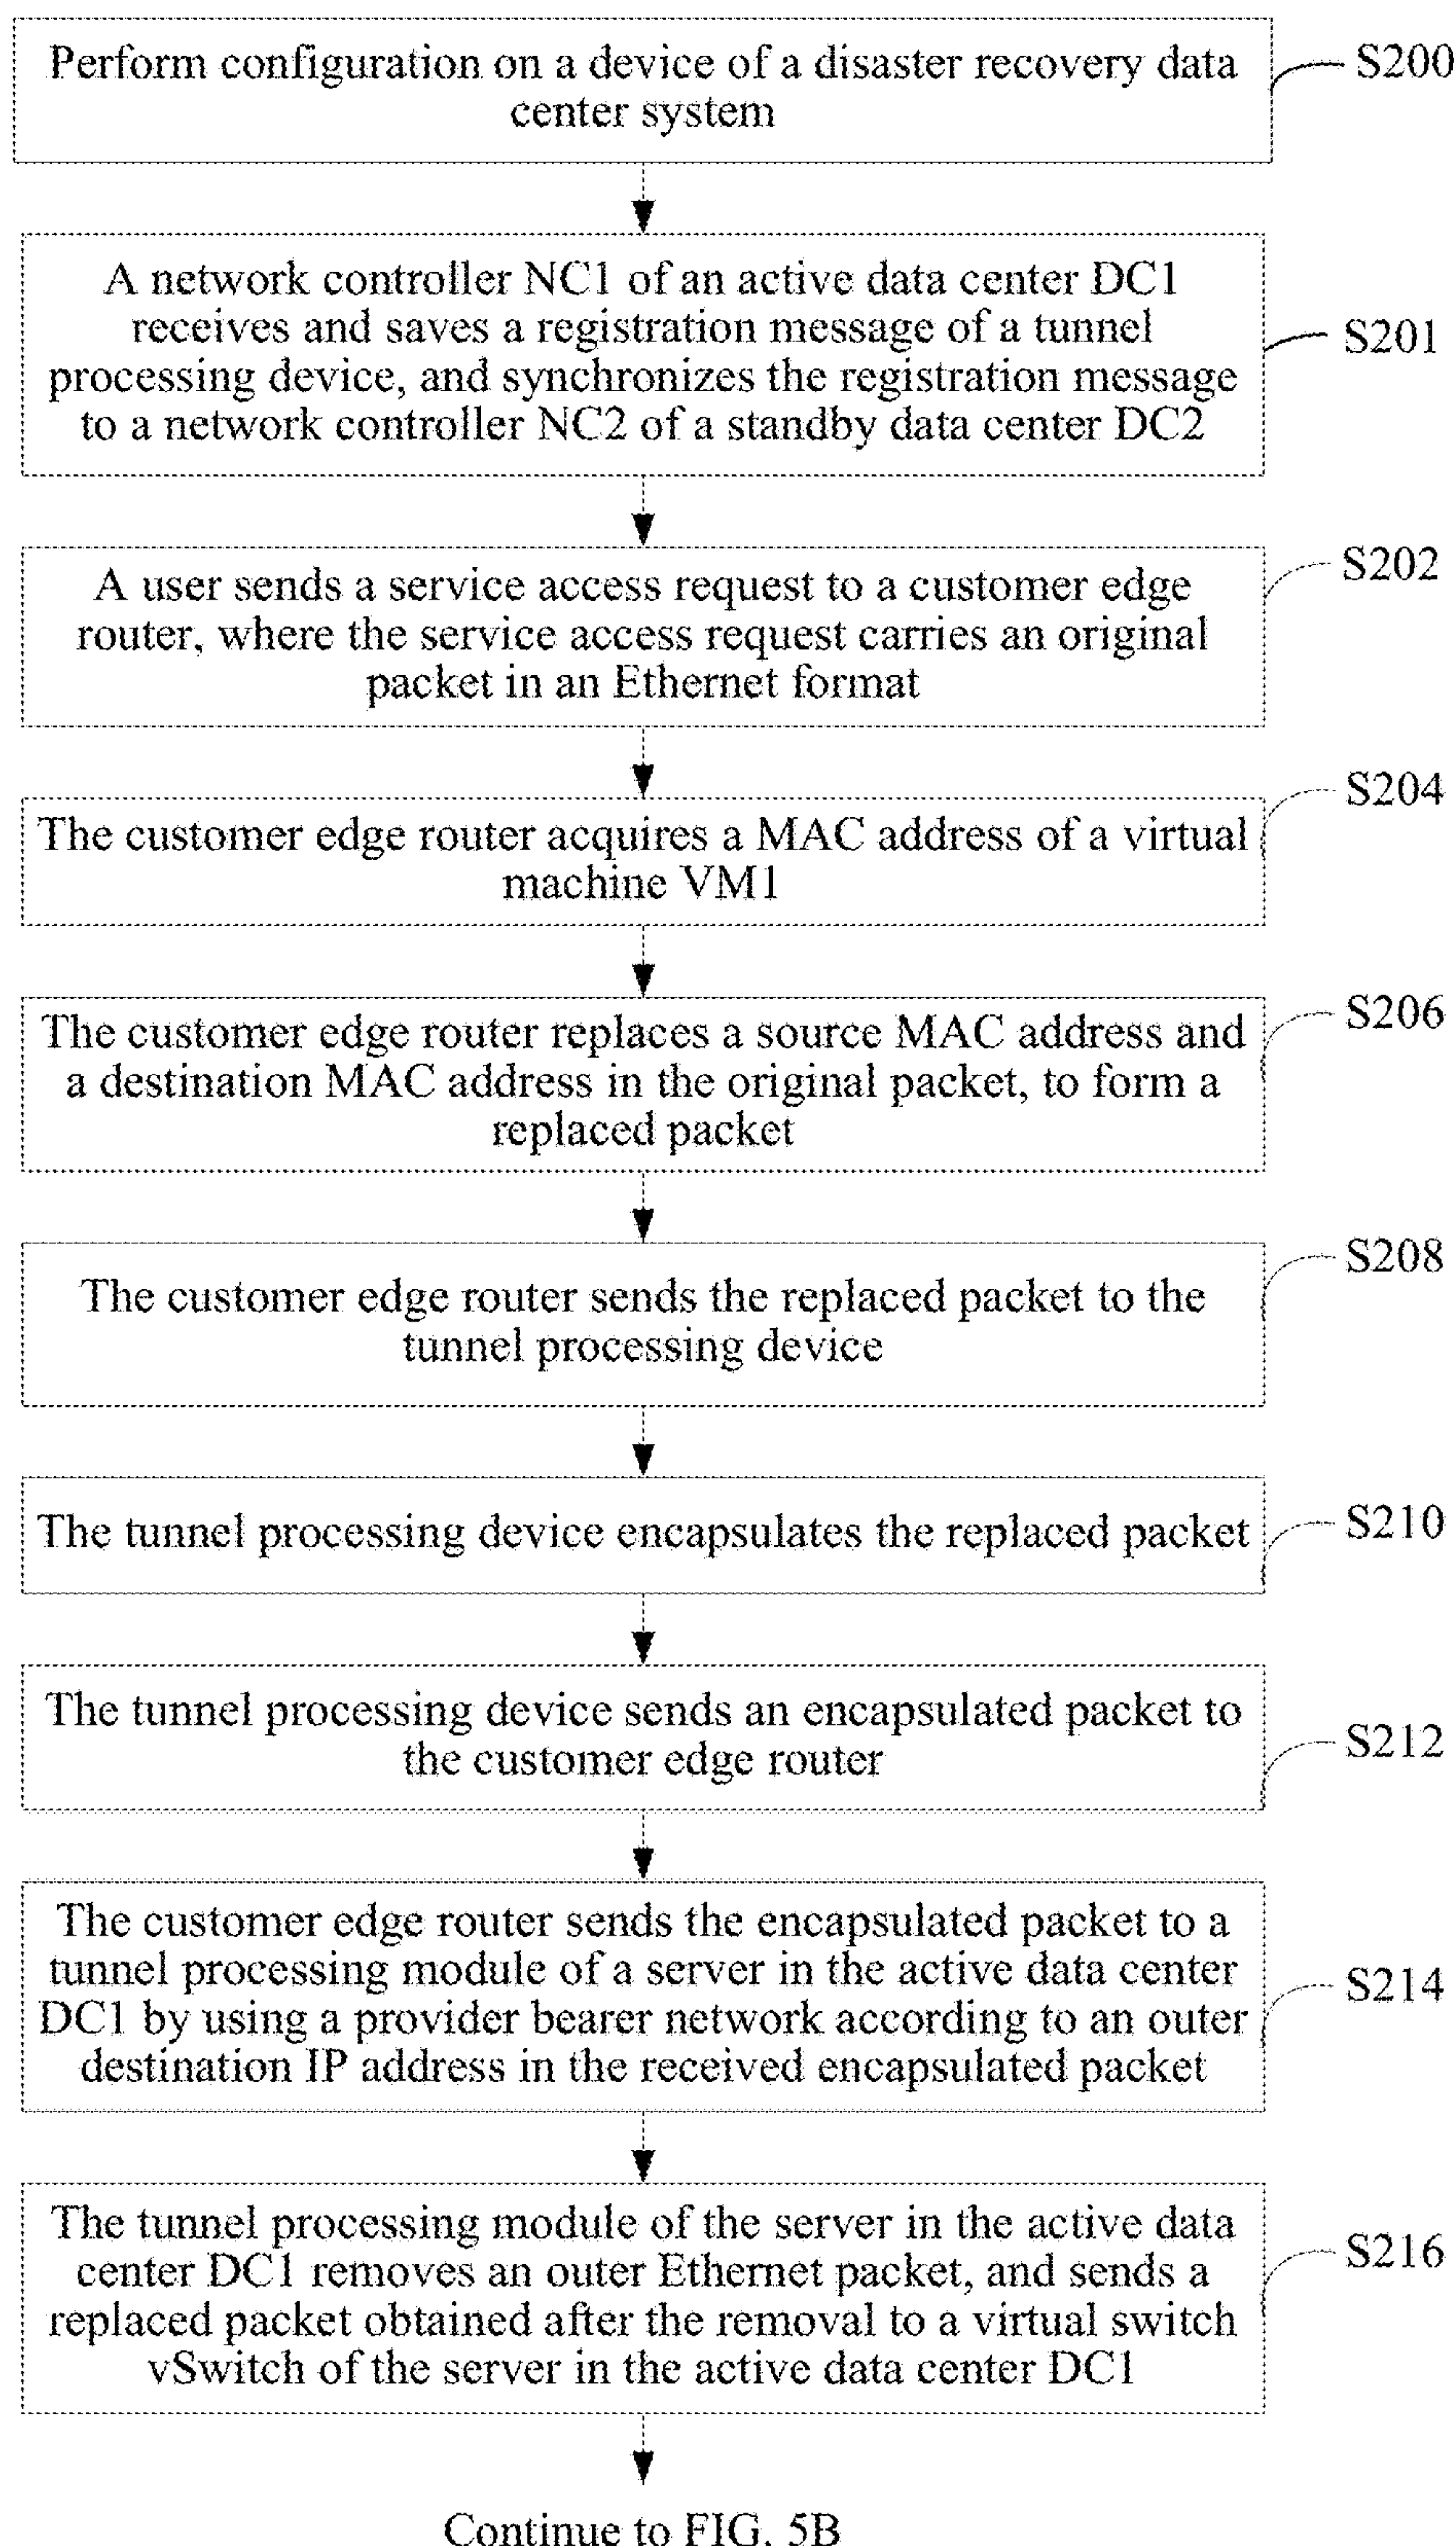 Perform configuration on a device of a disaster recovery data
center system
S200
A network controller NC1 of an active data center DC1
receives and saves a registration message of a tunnel
processing device, and synchronizes the registration message
to a network controller NC2 of a standby data center DC2
S201
A user sends a service access request to a customer edge
router, where the service access request carries an original
packet in an Ethernet format
S202
The customer edge router acquires a MAC address of a virtual
machine VM1
S204
The customer edge router replaces a source MAC address and
a destination MAC address in the original packet, to form a
replaced packet
S206
The customer edge router sends the replaced packet to the
tunnel processing device
S208
The tunnel processing device encapsulates the replaced packet
S210
The tunnel processing device sends an encapsulated packet to
the customer edge router
S212
The customer edge router sends the encapsulated packet to a
tunnel processing module of a server in the active data center
DC1 by using a provider bearer network according to an outer
destination IP address in the received encapsulated packet
S214
The tunnel processing module of the server in the active data
center DC1 removes an outer Ethernet packet, and sends a
replaced packet obtained after the removal to a virtual switch
vSwitch of the server in the active data center DC1
S216
Continue to FIG. 5B